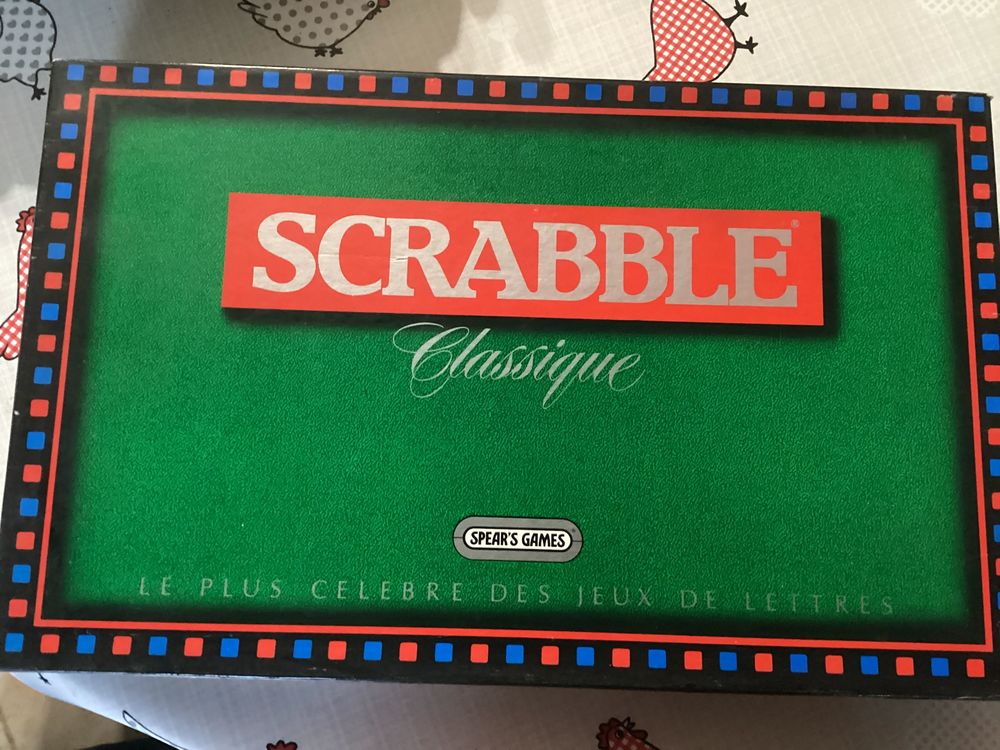 SCRABBLE®
Classique
SPEAR'S GAMES
LE PLUS CELEBRE DES JEUX DE LETTRES